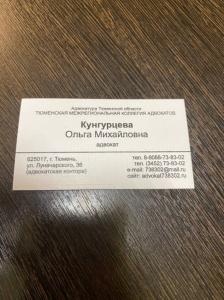 Адвокатура Тюменской области
ТЮМЕНСКАЯ МЕЖРЕГИОНАЛЬНАЯ КОЛЛЕГИЯ АДВОКАТОВ
Кунгурцева
Ольга Михайловна
адвокат
625017, г. Тюмень,
ул. Луначарского, 36
(адвокатская контора)
тел. 8-6088-73-83-02
тел. (3452) 73-83-02
e-mail: 738302@mail.ru
сайт: advokat738302.ru